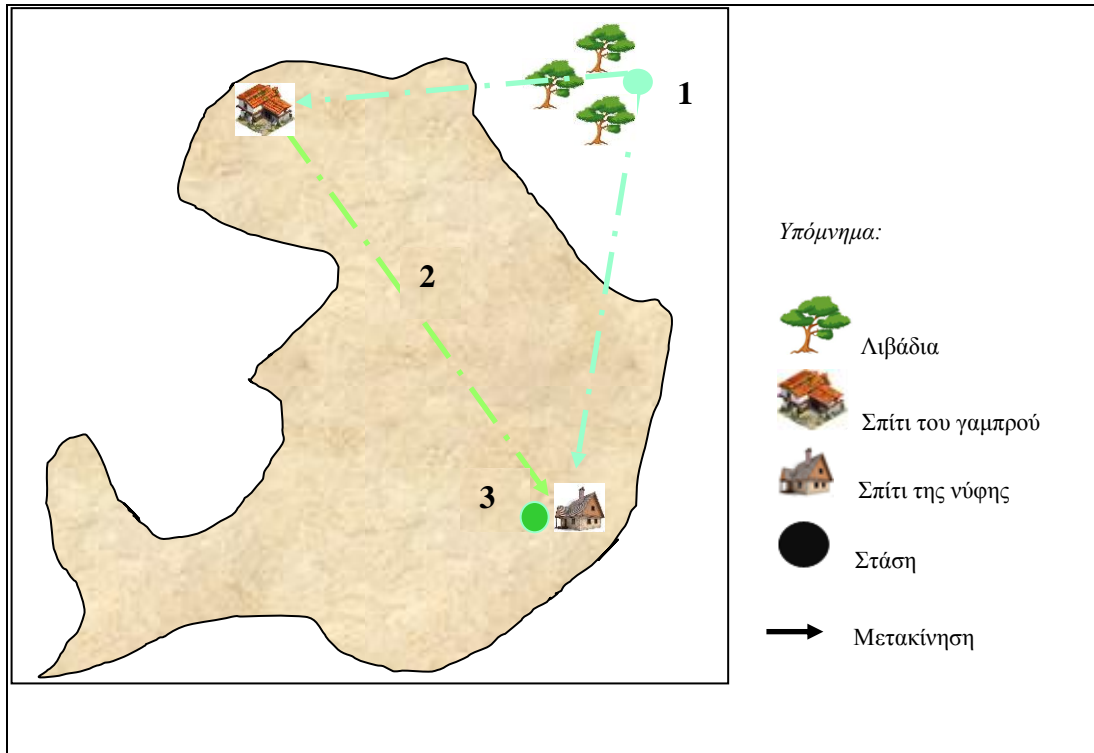 1
2
3
Υπόμνημα:
Λιβάδια
Σπίτι του γαμπρού
Σπίτι της νύφης
Στάση
Μετακίνηση